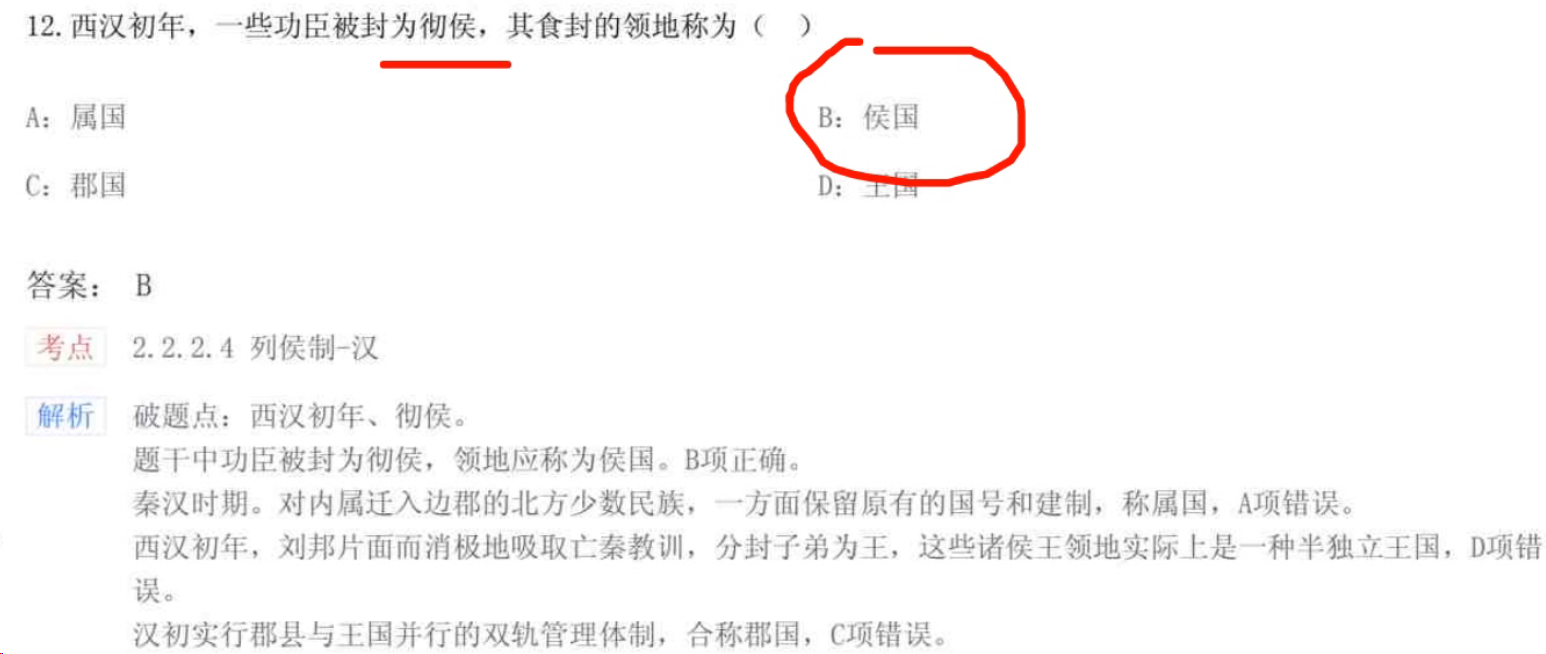 12.西汉初年，一些功臣被封为彻侯，其食封的领地称为（ ）
A：属国 B：侯国
C：郡国 D：王国
答案： B
考点 2.2.2.4 列侯制-汉
解析 破题点：西汉初年、彻侯。
题干中功臣被封为彻侯，领地应称为侯国。B项正确。
秦汉时期。对内属迁入边郡的北方少数民族，一方面保留原有的国号和建制，称属国，A项错误。
西汉初年，刘邦片面而消极地吸取亡秦教训，分封子弟为王，这些诸侯王领地实际上是一种半独立王国，D项错
误。
汉初实行郡县与王国并行的双轨管理体制，合称郡国，C项错误。